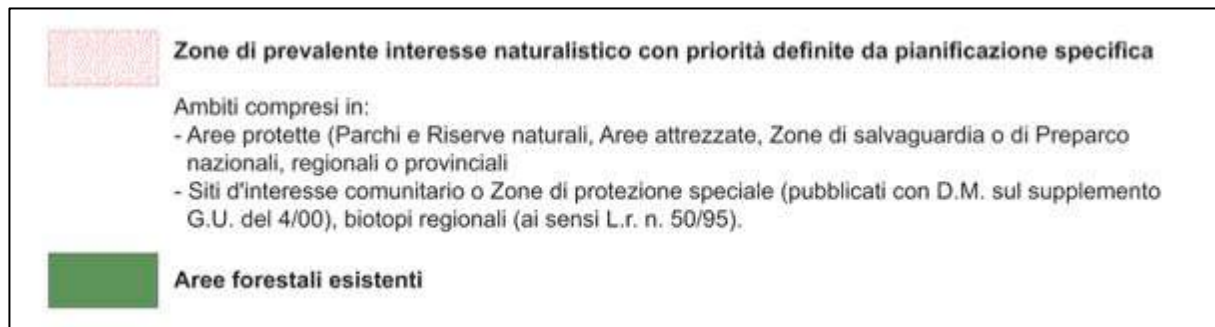 Zone di prevalente interesse naturalistico con priorità definite da pianificazione specifica
Ambiti compresi in:
- Aree protette (Parchi e Riserve naturali, Aree attrezzate, Zone di salvaguardia o di Preparco
nazionali, regionali o provinciali
- Siti d'interesse comunitario o Zone di protezione speciale (pubblicati con D.M. sul supplemento
G.U. del 4/00), biotopi regionali (ai sensi L.r. n. 50/95).
Aree forestali esistenti